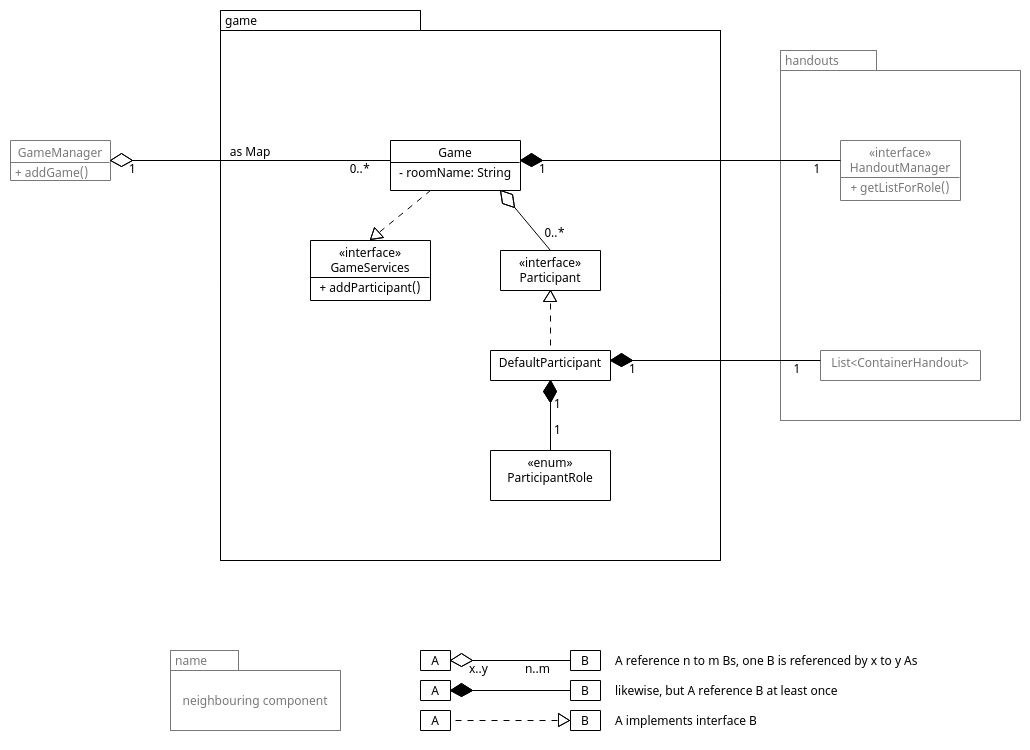 game
handouts
GameManager
+ addGame()
1
as Map
0..*
Game
- roomName: String
1
1
«interface»
HandoutManager
+ getListForRole()
0..*
«interface»
GameServices
+ addParticipant()
«interface»
Participant
DefaultParticipant
1
1
List<ContainerHandout>
1
1
«enum»
ParticipantRole
name
neighbouring component
A
x..y
n..m
B
A reference n to m Bs, one B is referenced by x to y As
A
B
likewise, but A reference B at least once
A
B
A implements interface B